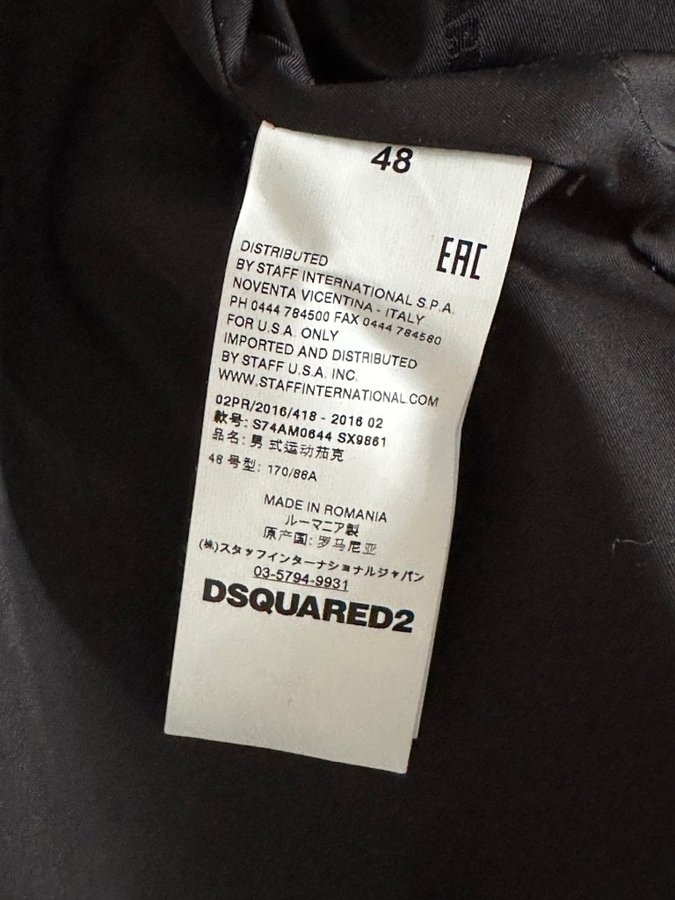 48
EAC
DISTRIBUTED
BY STAFF INTERNATIONAL S.P.A.
NOVENTA VICENTINA - ITALY
PH 0444 784500 FAX 0444 784580
FOR U.S.A. ONLY
IMPORTED AND DISTRIBUTED
BY STAFF U.S.A. INC.
WWW.STAFFINTERNATIONAL.COM
02PR/2016/418 - 2016 02
款号: S74AM0644 SX9861
品名: 男式运动茄克
48 号型: 170/88A
MADE IN ROMANIA
ルーマニア製
原产国: 罗马尼亚
(株)スタッフインターナショナルジャパン
03-5794-9931
DSQUARED2